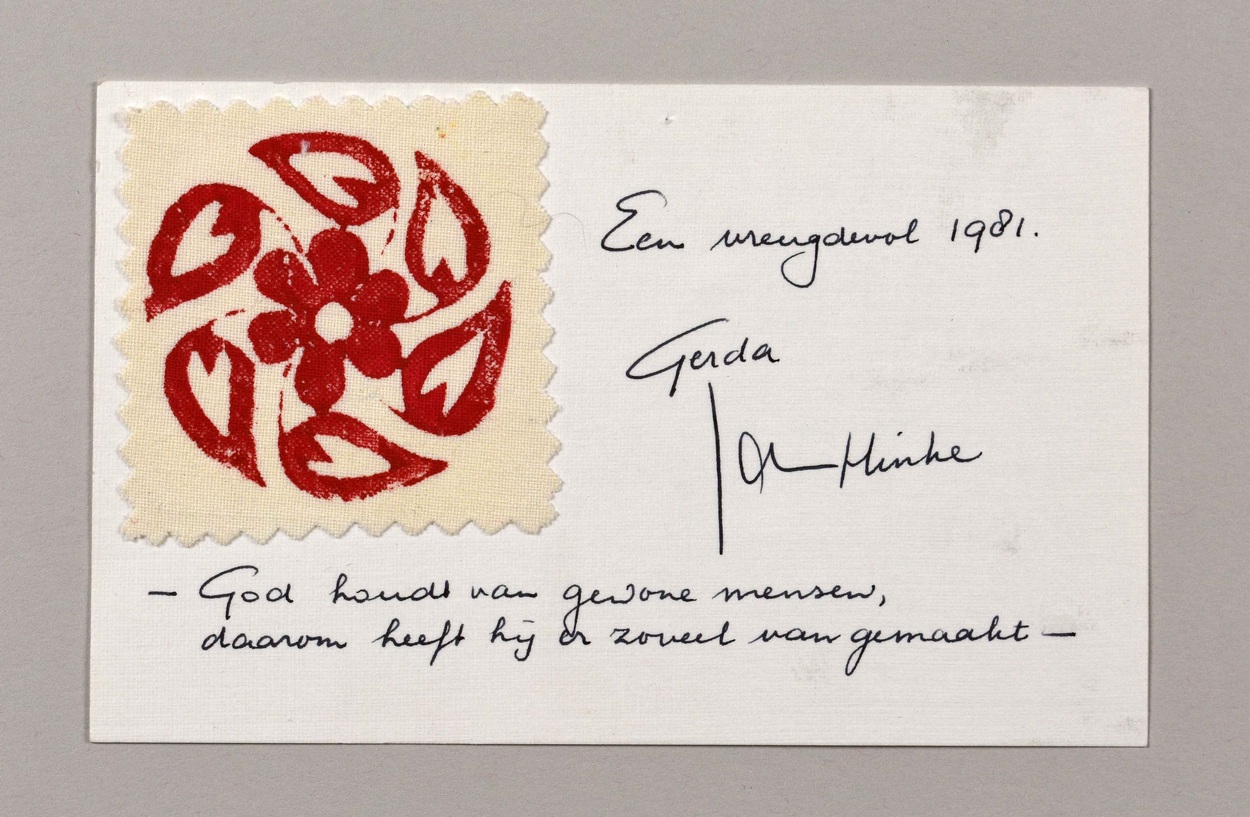 Een vreugdevol 1981.
Gerda
Hinke
— God houdt van gewone mensen,
daarom heeft hij er zoveel van gemaakt —